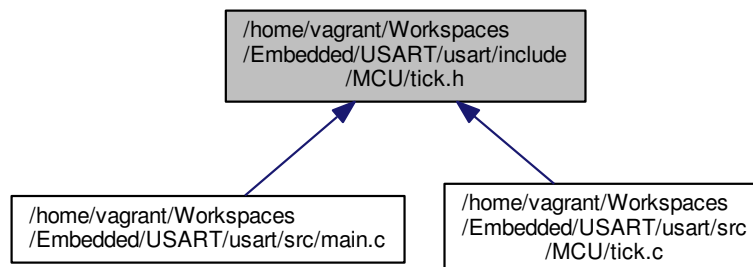 /home/vagrant/Workspaces
/Embedded/USART/usart/include
/MCU/tick.h
/home/vagrant/Workspaces
/Embedded/USART/usart/src/main.c
/home/vagrant/Workspaces
/Embedded/USART/usart/src
/MCU/tick.c